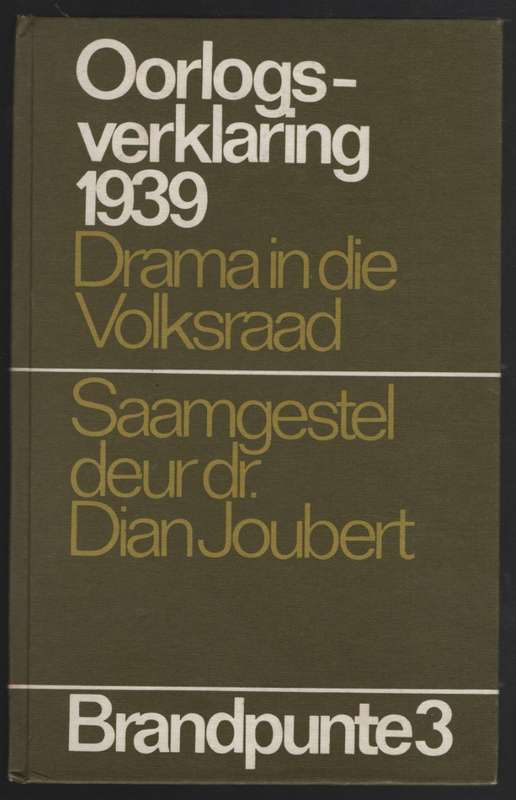 Oorlogs-
verklaring
1939
Drama in die
Volksraad
Saamgestel
deur dr.
Dian Joubert
Brandpunte 3